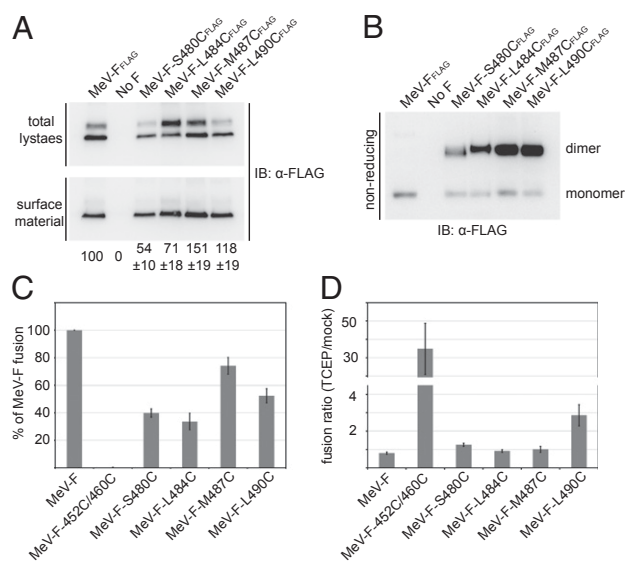 A
MeV-FFLAG
No F
MeV-F-S480CFLAG
MeV-F-L484CFLAG
MeV-F-M487CFLAG
MeV-F-L490CFLAG
total
lystaes
surface
material
IB: α-FLAG
100 0 54 71 151 118
±10 ±18 ±19 ±19
B
MeV-FFLAG
No F
MeV-F-S480CFLAG
MeV-F-L484CFLAG
MeV-F-M487CFLAG
MeV-F-L490CFLAG
non-reducing
dimer
monomer
IB: α-FLAG
C
% of MeV-F fusion
100
80
60
40
20
MeV-F
MeV-F-452C/460C
MeV-F-S480C
MeV-F-L484C
MeV-F-M487C
MeV-F-L490C
D
fusion ratio (TCEP/mock)
50
30
4
2
MeV-F
MeV-F-452C/460C
MeV-F-S480C
MeV-F-L484C
MeV-F-M487C
MeV-F-L490C